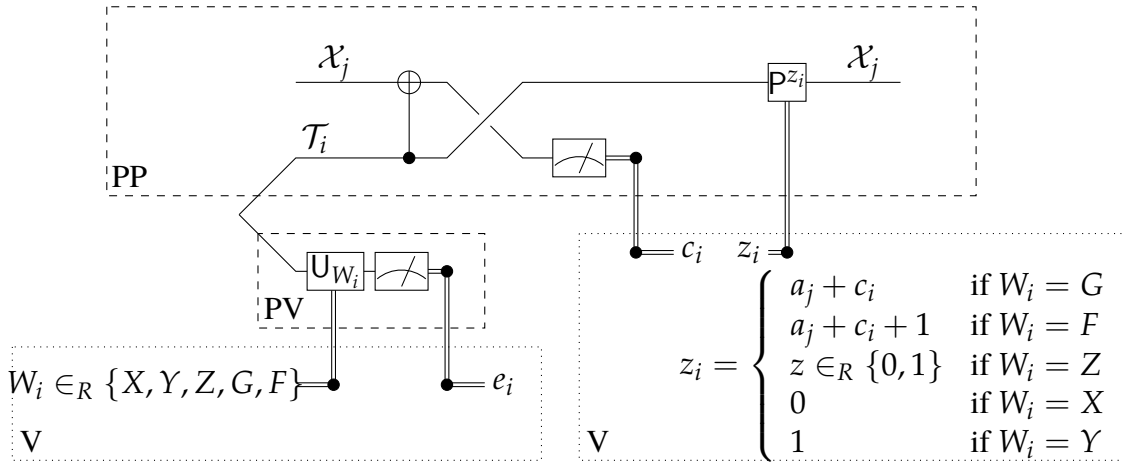 𝒳_j
P^{z_i}
𝒳_j
𝒯_i
PP
c_i
z_i
U_{W_i}
PV
z_i = { a_j + c_i if W_i = G
a_j + c_i + 1 if W_i = F
z ∈_R {0, 1} if W_i = Z
0 if W_i = X
1 if W_i = Y
W_i ∈_R {X, Y, Z, G, F}
e_i
V
V